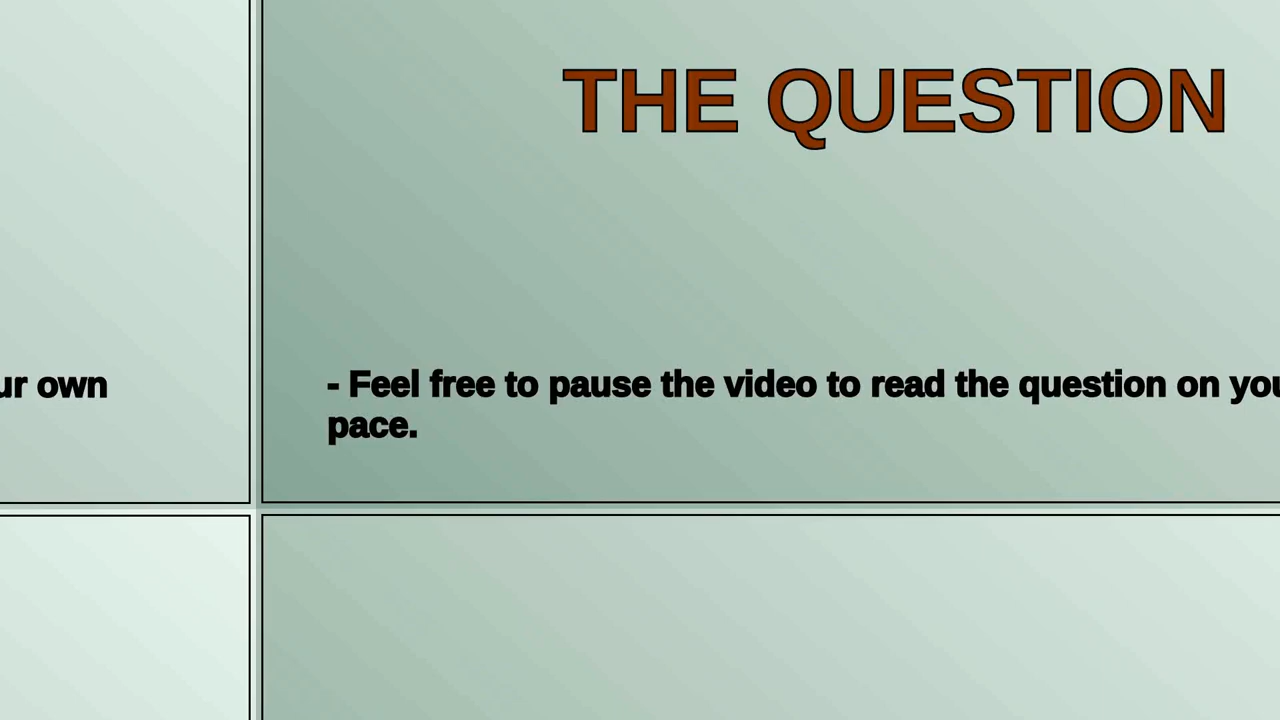 THE QUESTION
ur own
- Feel free to pause the video to read the question on you
pace.